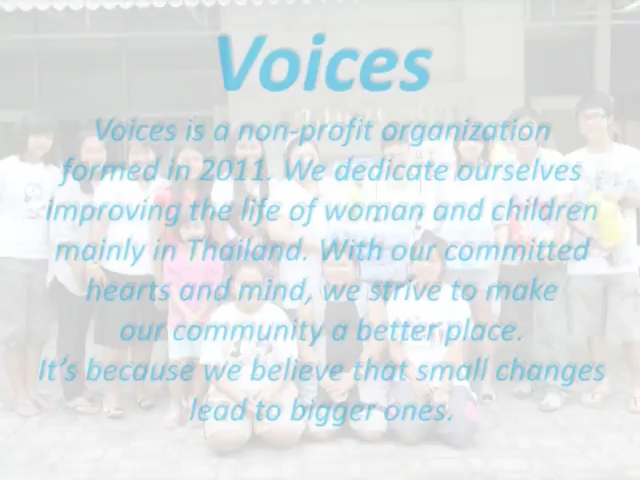 Voices
Voices is a non-profit organization
formed in 2011. We dedicate ourselves
improving the life of woman and children
mainly in Thailand. With our committed
hearts and mind, we strive to make
our community a better place.
It's because we believe that small changes
lead to bigger ones.